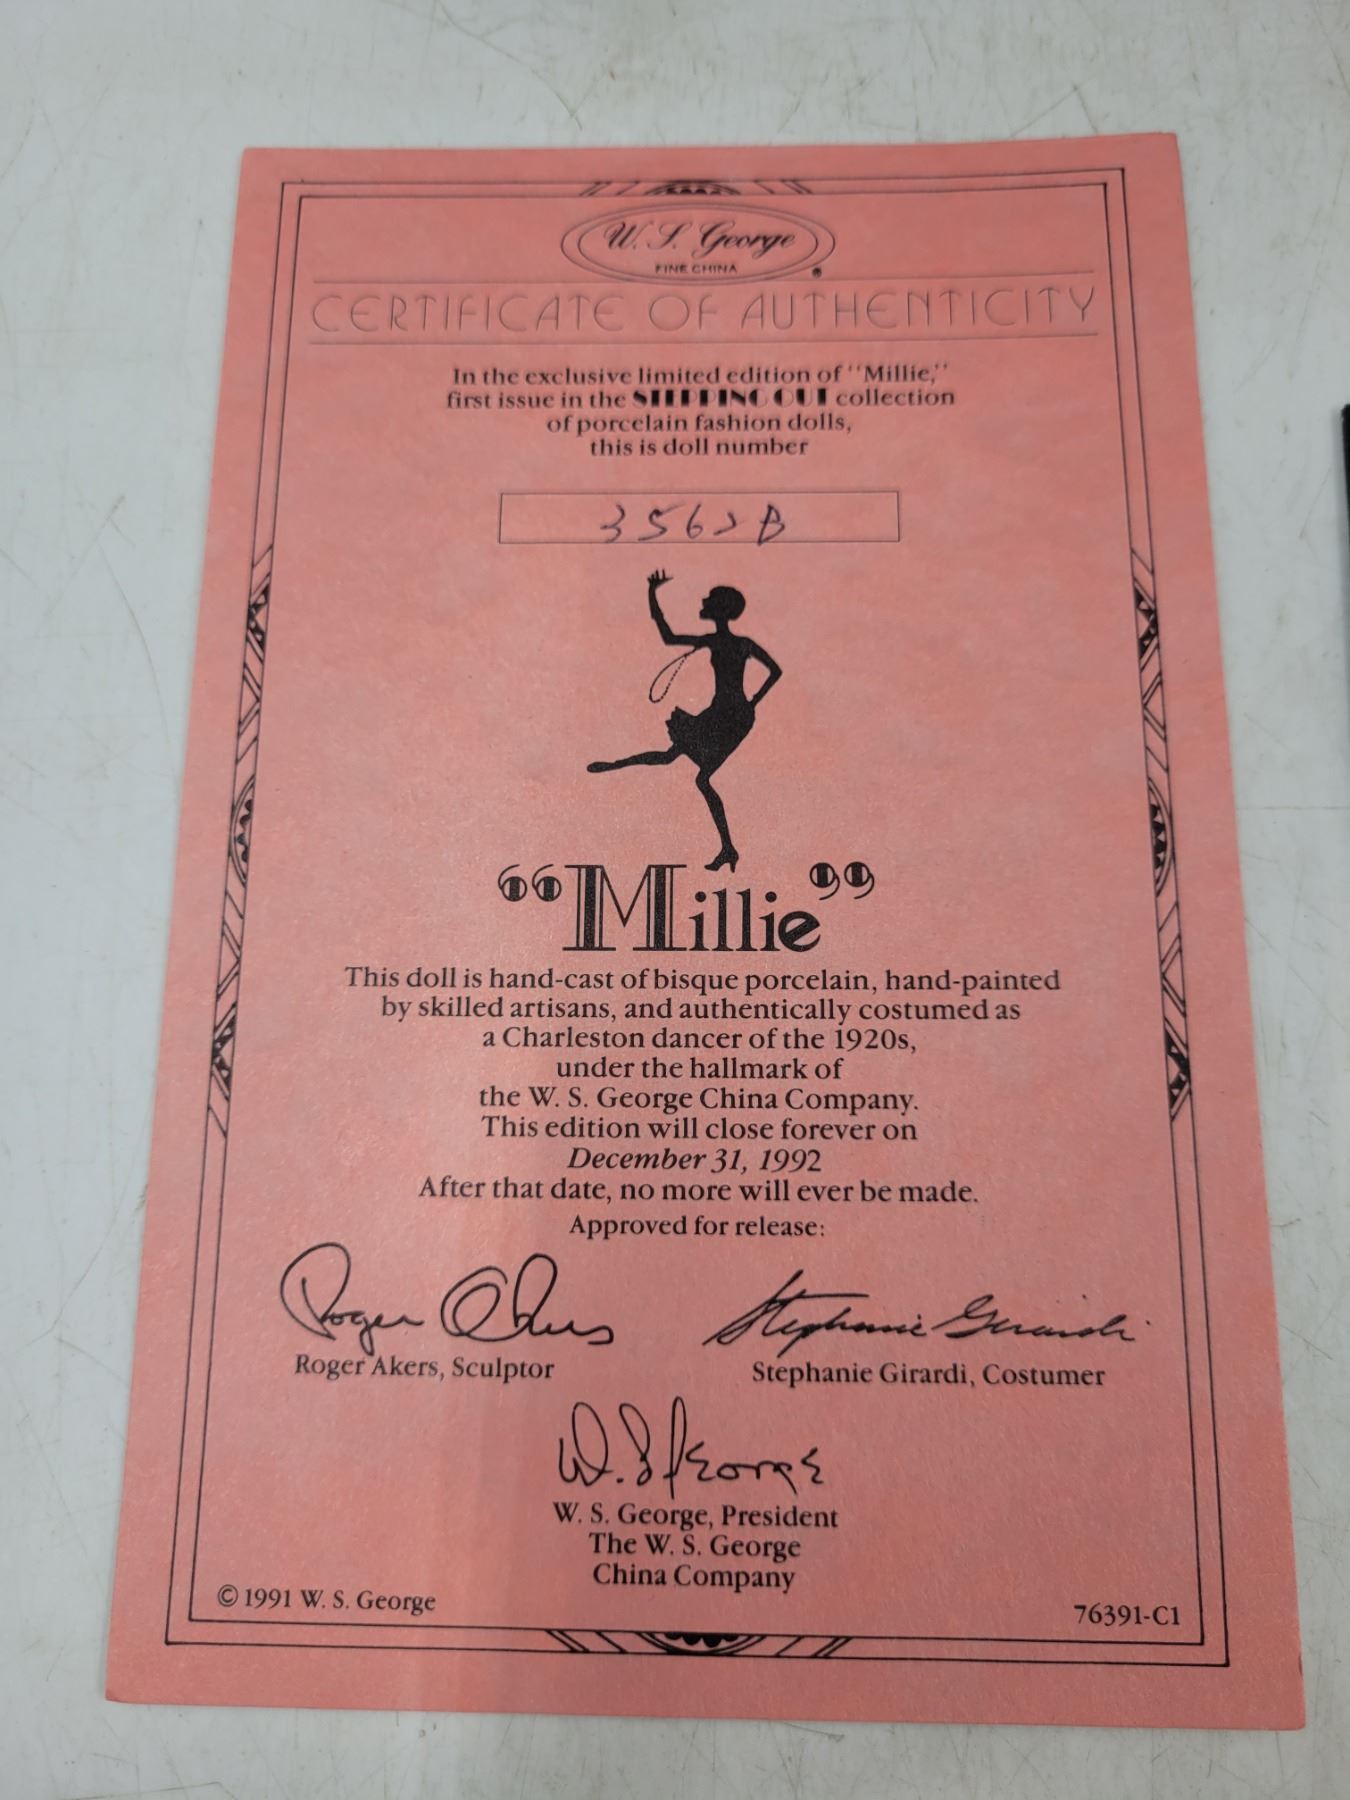 W. S. George
FINE CHINA
®
CERTIFICATE OF AUTHENTICITY
In the exclusive limited edition of "Millie,"
first issue in the STEPPING OUT collection
of porcelain fashion dolls,
this is doll number
"Millie"
This doll is hand-cast of bisque porcelain, hand-painted
by skilled artisans, and authentically costumed as
a Charleston dancer of the 1920s,
under the hallmark of
the W. S. George China Company.
This edition will close forever on
December 31, 1992
After that date, no more will ever be made.
Approved for release:
Roger Akers Stephanie Girardi
Roger Akers, Sculptor Stephanie Girardi, Costumer
W. S. George
W. S. George, President
The W. S. George
China Company
© 1991 W. S. George 76391-C1